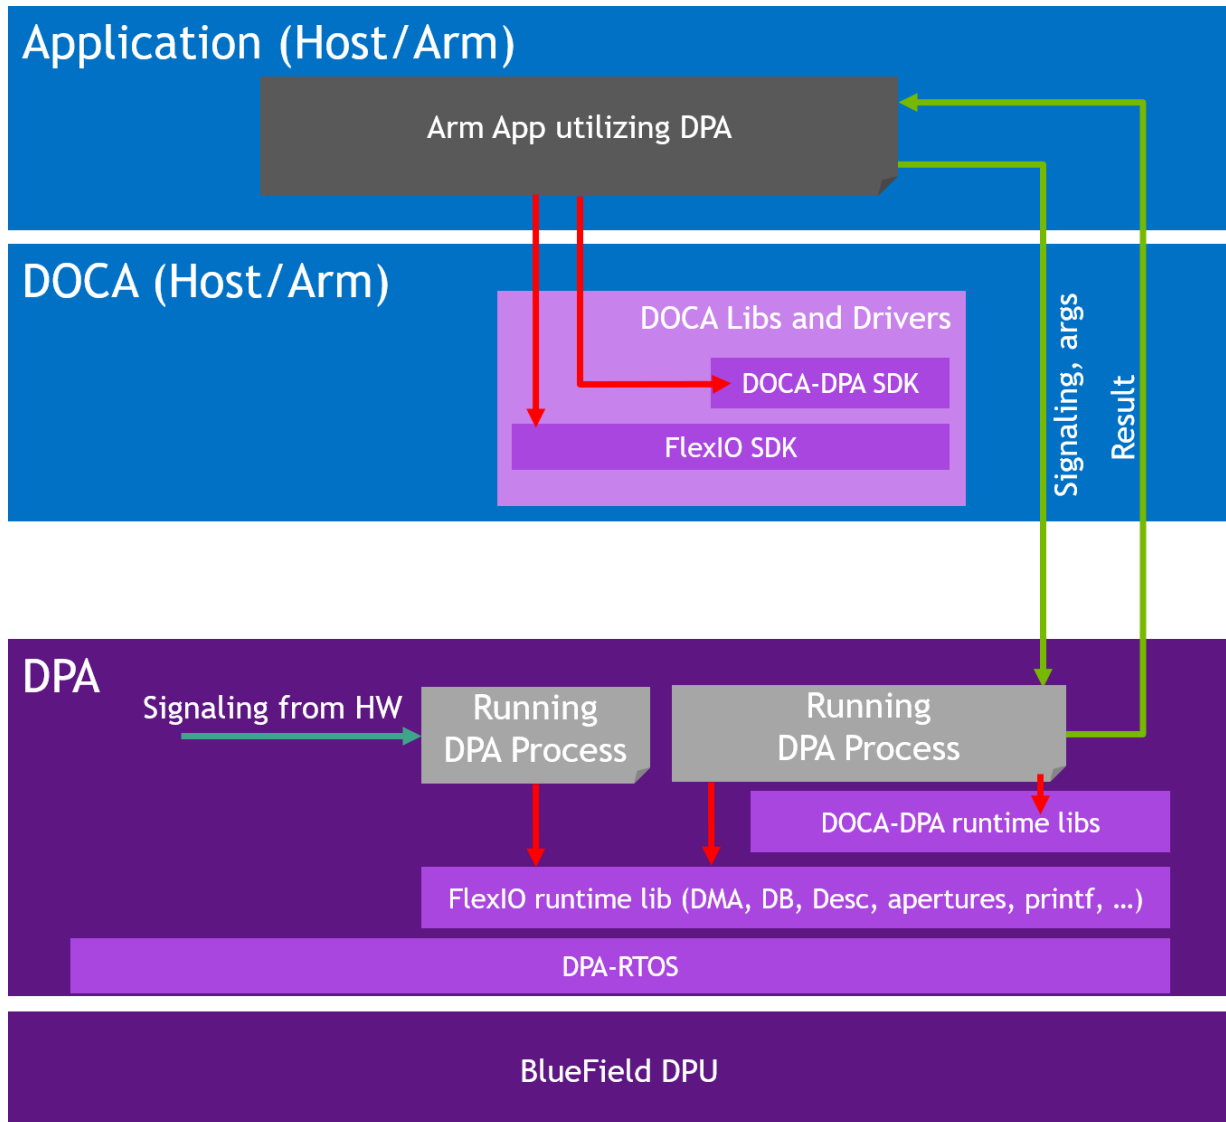 Application (Host/Arm)
Arm App utilizing DPA
DOCA (Host/Arm)
DOCA Libs and Drivers
DOCA-DPA SDK
FlexIO SDK
Signaling, args
Result
DPA
Signaling from HW
Running
DPA Process
Running
DPA Process
DOCA-DPA runtime libs
FlexIO runtime lib (DMA, DB, Desc, apertures, printf, …)
DPA-RTOS
BlueField DPU